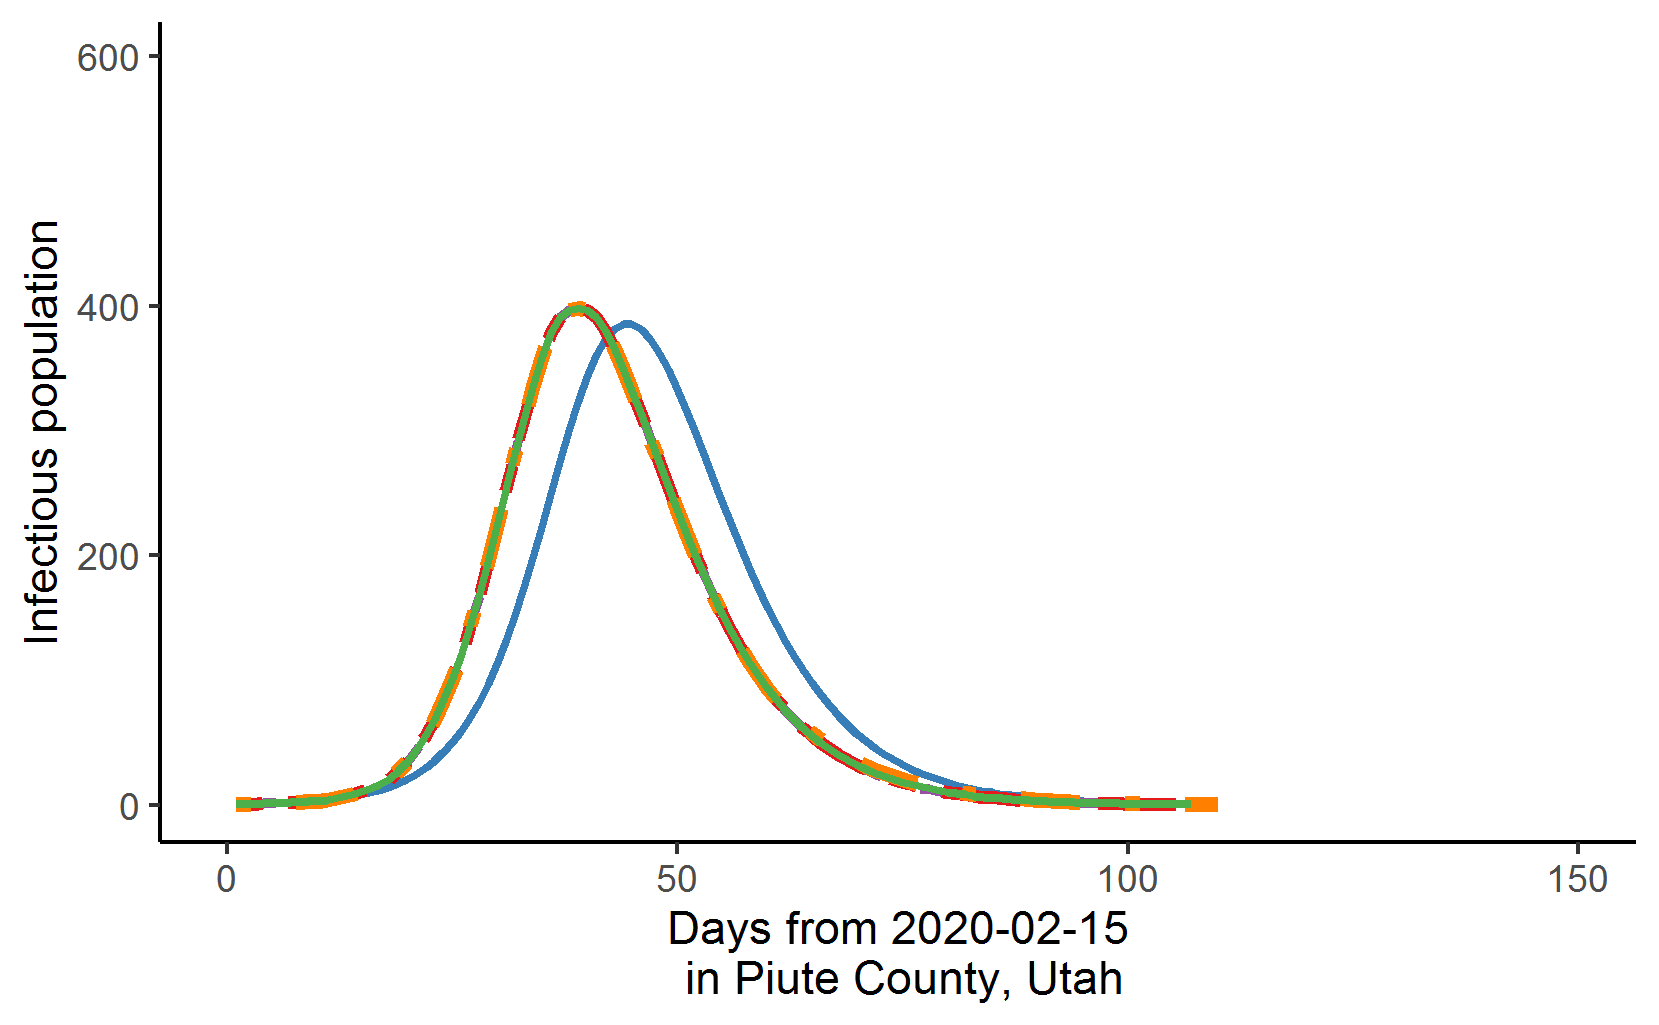 600
400
200
0
Infectious population
0 50 100 150
Days from 2020-02-15
in Piute County, Utah